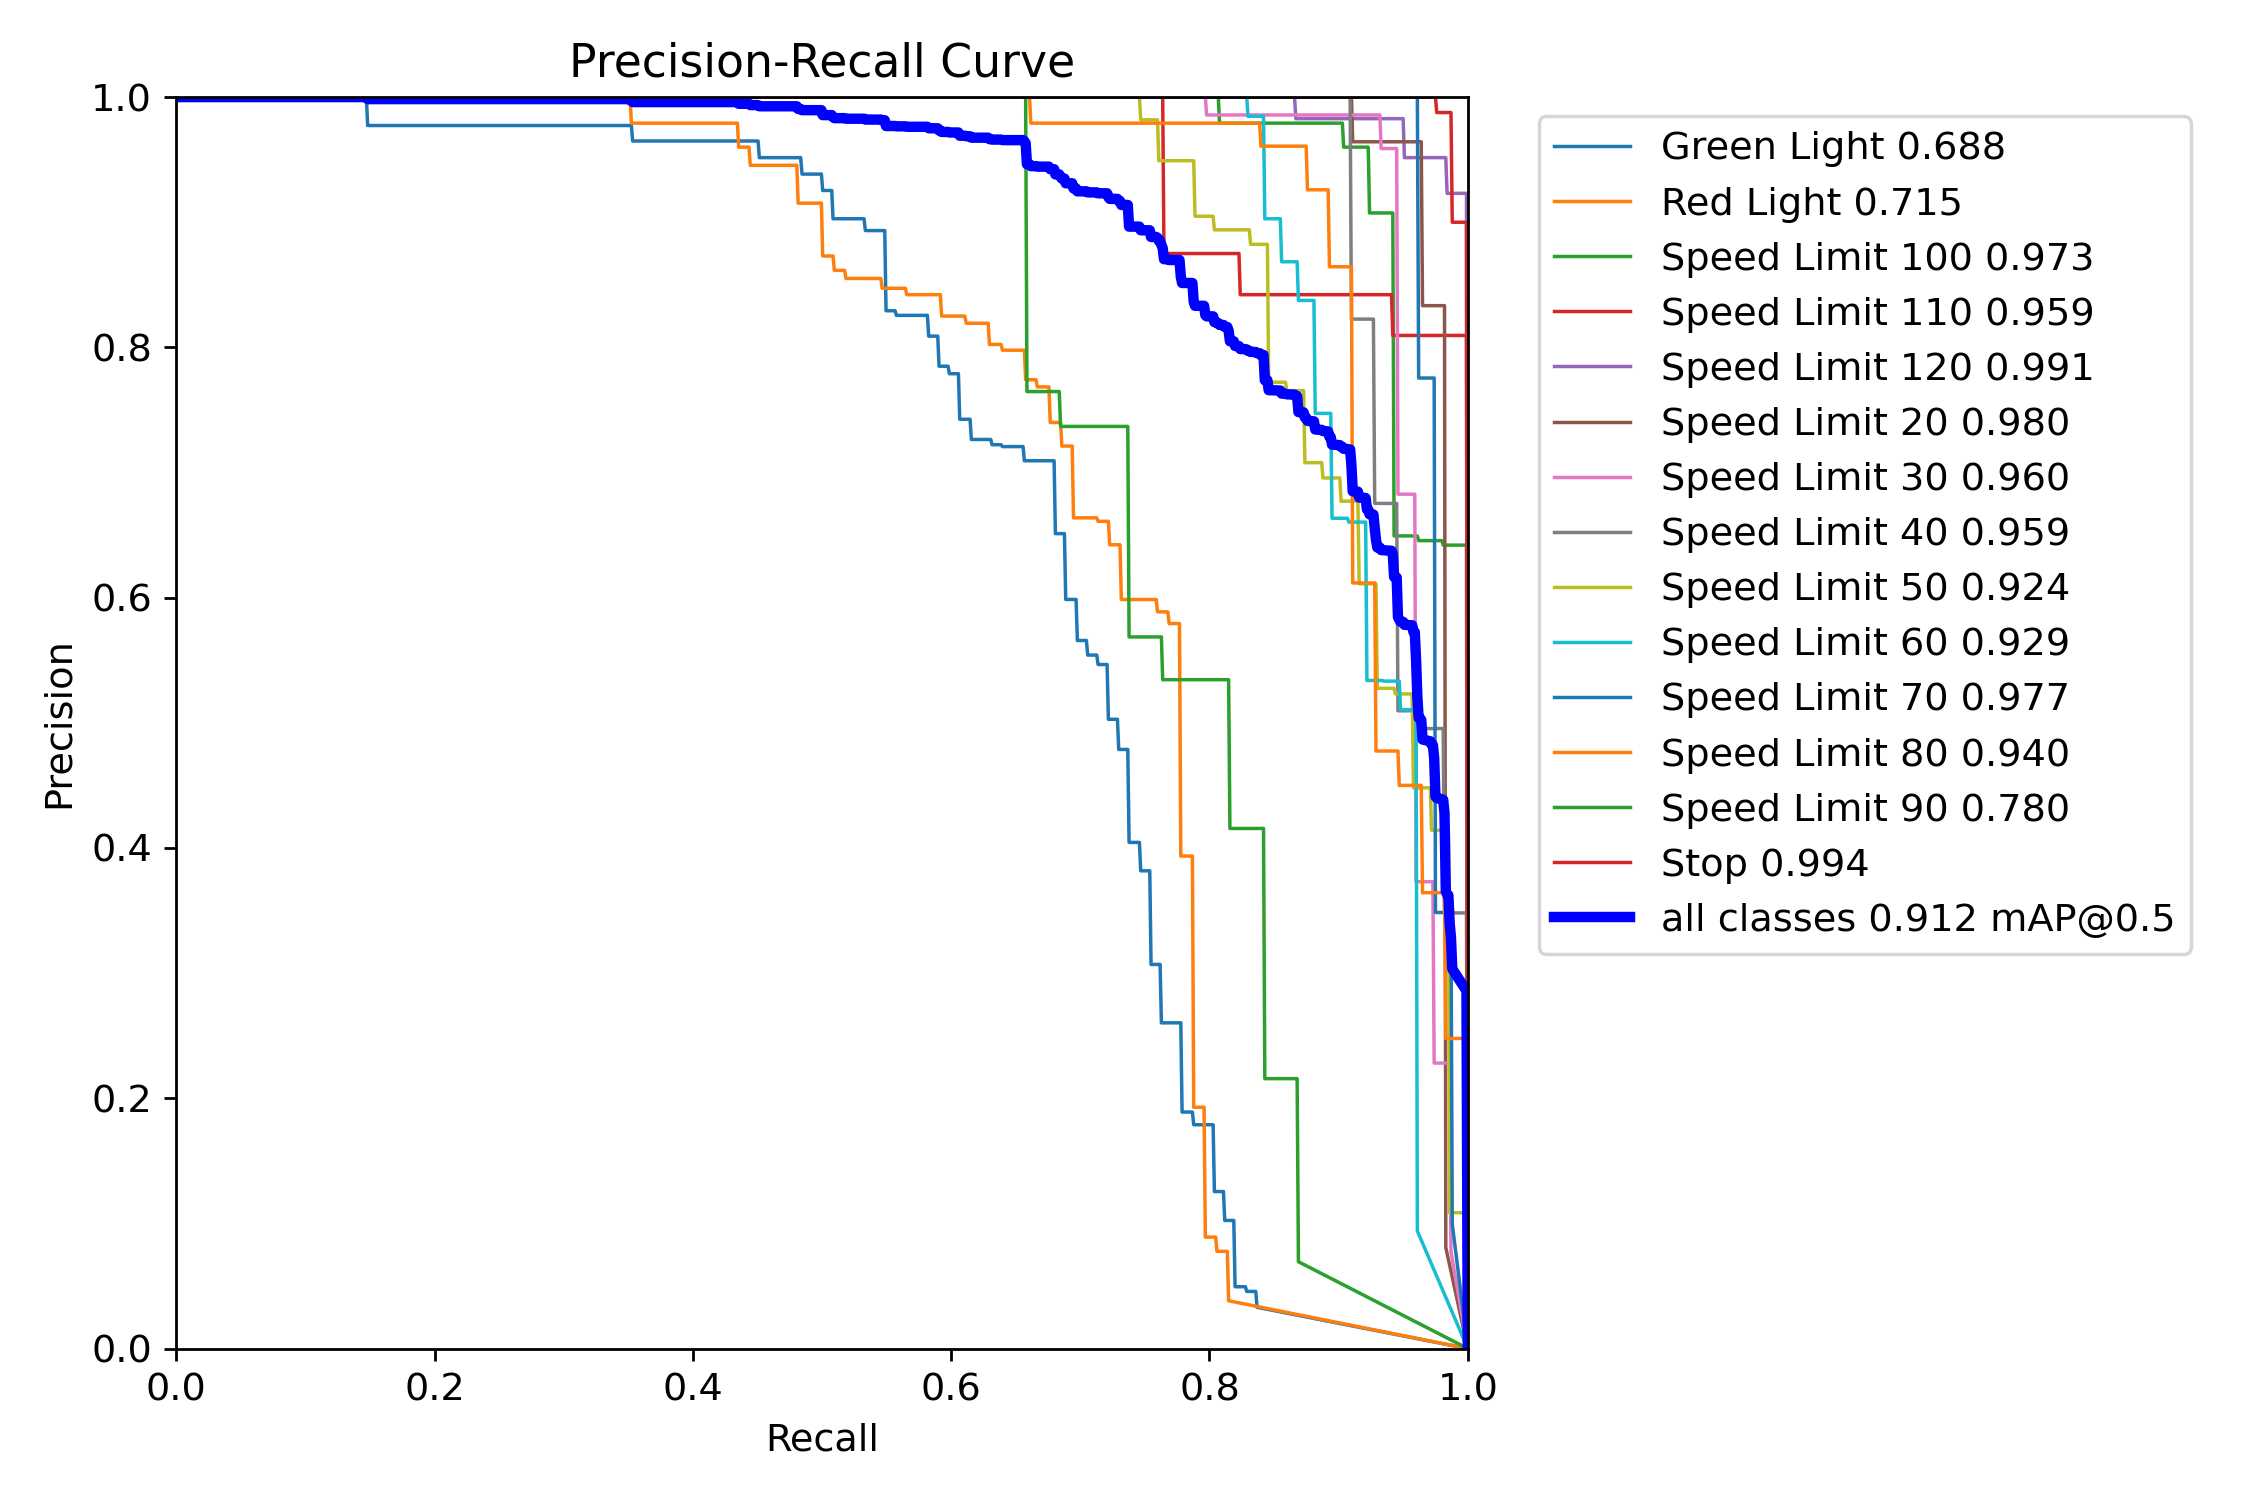 Precision-Recall Curve
1.0
0.8
0.6
0.4
0.2
0.0
Precision
0.0 0.2 0.4 0.6 0.8 1.0
Recall
Green Light 0.688
Red Light 0.715
Speed Limit 100 0.973
Speed Limit 110 0.959
Speed Limit 120 0.991
Speed Limit 20 0.980
Speed Limit 30 0.960
Speed Limit 40 0.959
Speed Limit 50 0.924
Speed Limit 60 0.929
Speed Limit 70 0.977
Speed Limit 80 0.940
Speed Limit 90 0.780
Stop 0.994
all classes 0.912 mAP@0.5